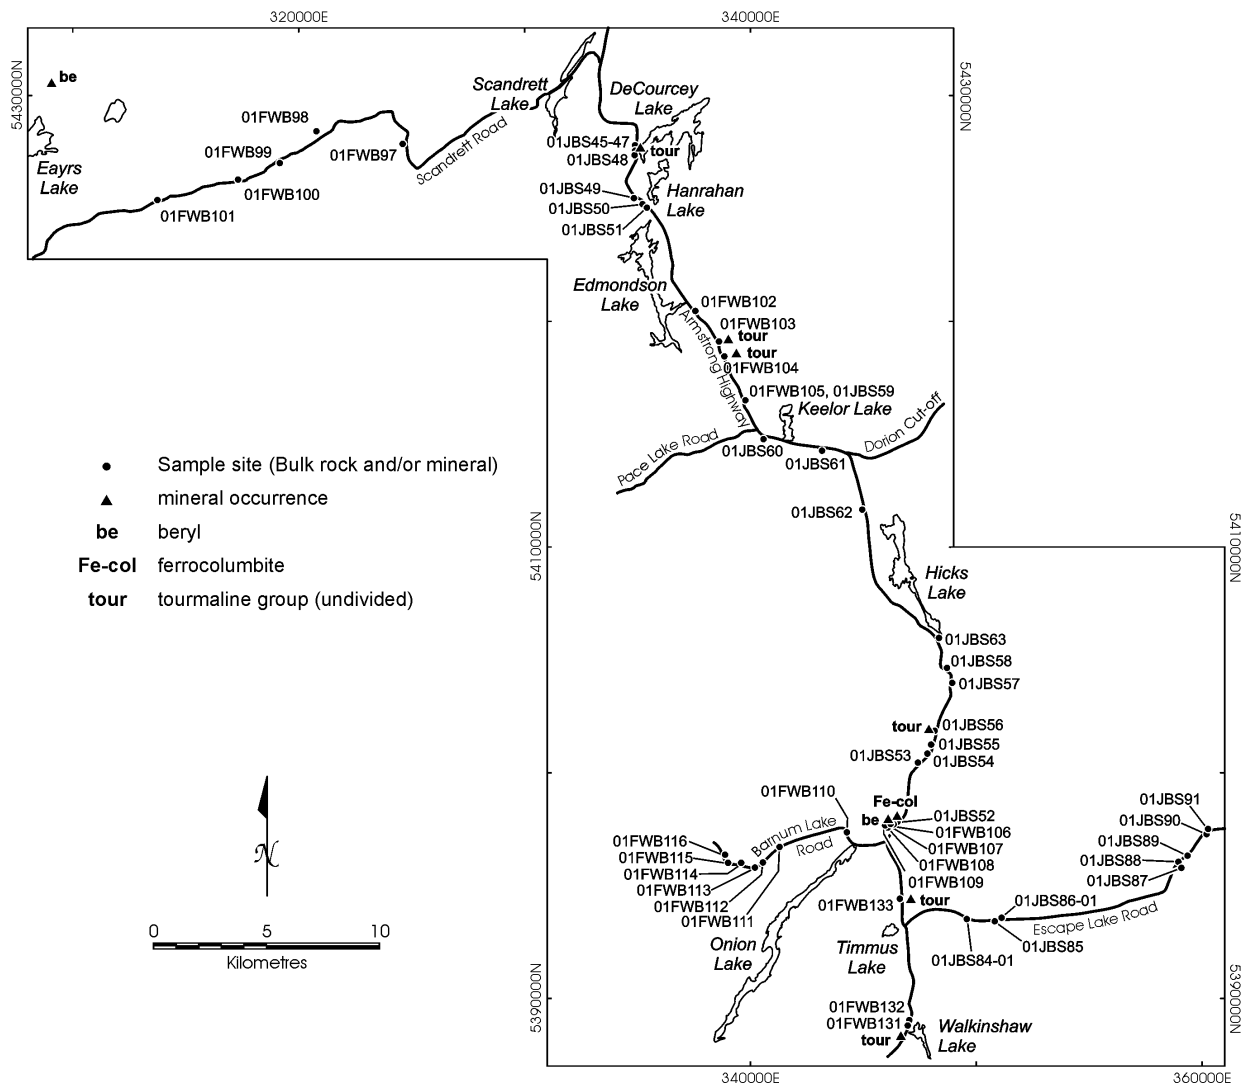 320000E
340000E
5430000N
5430000N
be
Eayrs
Lake
01FWB98
01FWB99
01FWB97
01FWB100
01FWB101
Scandrett Road
Scandrett
Lake
DeCourcey
Lake
01JBS45-47
01JBS48
tour
01JBS49
01JBS50
01JBS51
Hanrahan
Lake
Edmondson
Lake
01FWB102
01FWB103
tour
tour
01FWB104
Armstrong Highway
01FWB105, 01JBS59
Keelor Lake
Dorion Cut-off
Pace Lake Road
01JBS60
01JBS61
01JBS62
Sample site (Bulk rock and/or mineral)
mineral occurrence
be beryl
Fe-col ferrocolumbite
tour tourmaline group (undivided)
5410000N
5410000N
Hicks
Lake
01JBS63
01JBS58
01JBS57
tour
01JBS56
01JBS55
01JBS53
01JBS54
N
0 5 10
Kilometres
01FWB110
Fe-col
be
01JBS52
01FWB106
01FWB107
01FWB108
01FWB109
Barnum Lake
Road
01FWB116
01FWB115
01FWB114
01FWB113
01FWB112
01FWB111
01JBS91
01JBS90
01JBS89
01JBS88
01JBS87
01FWB133
tour
01JBS86-01
Escape Lake Road
01JBS85
01JBS84-01
Onion
Lake
Timmus
Lake
01FWB132
01FWB131
tour
Walkinshaw
Lake
5390000N
5390000N
340000E
360000E